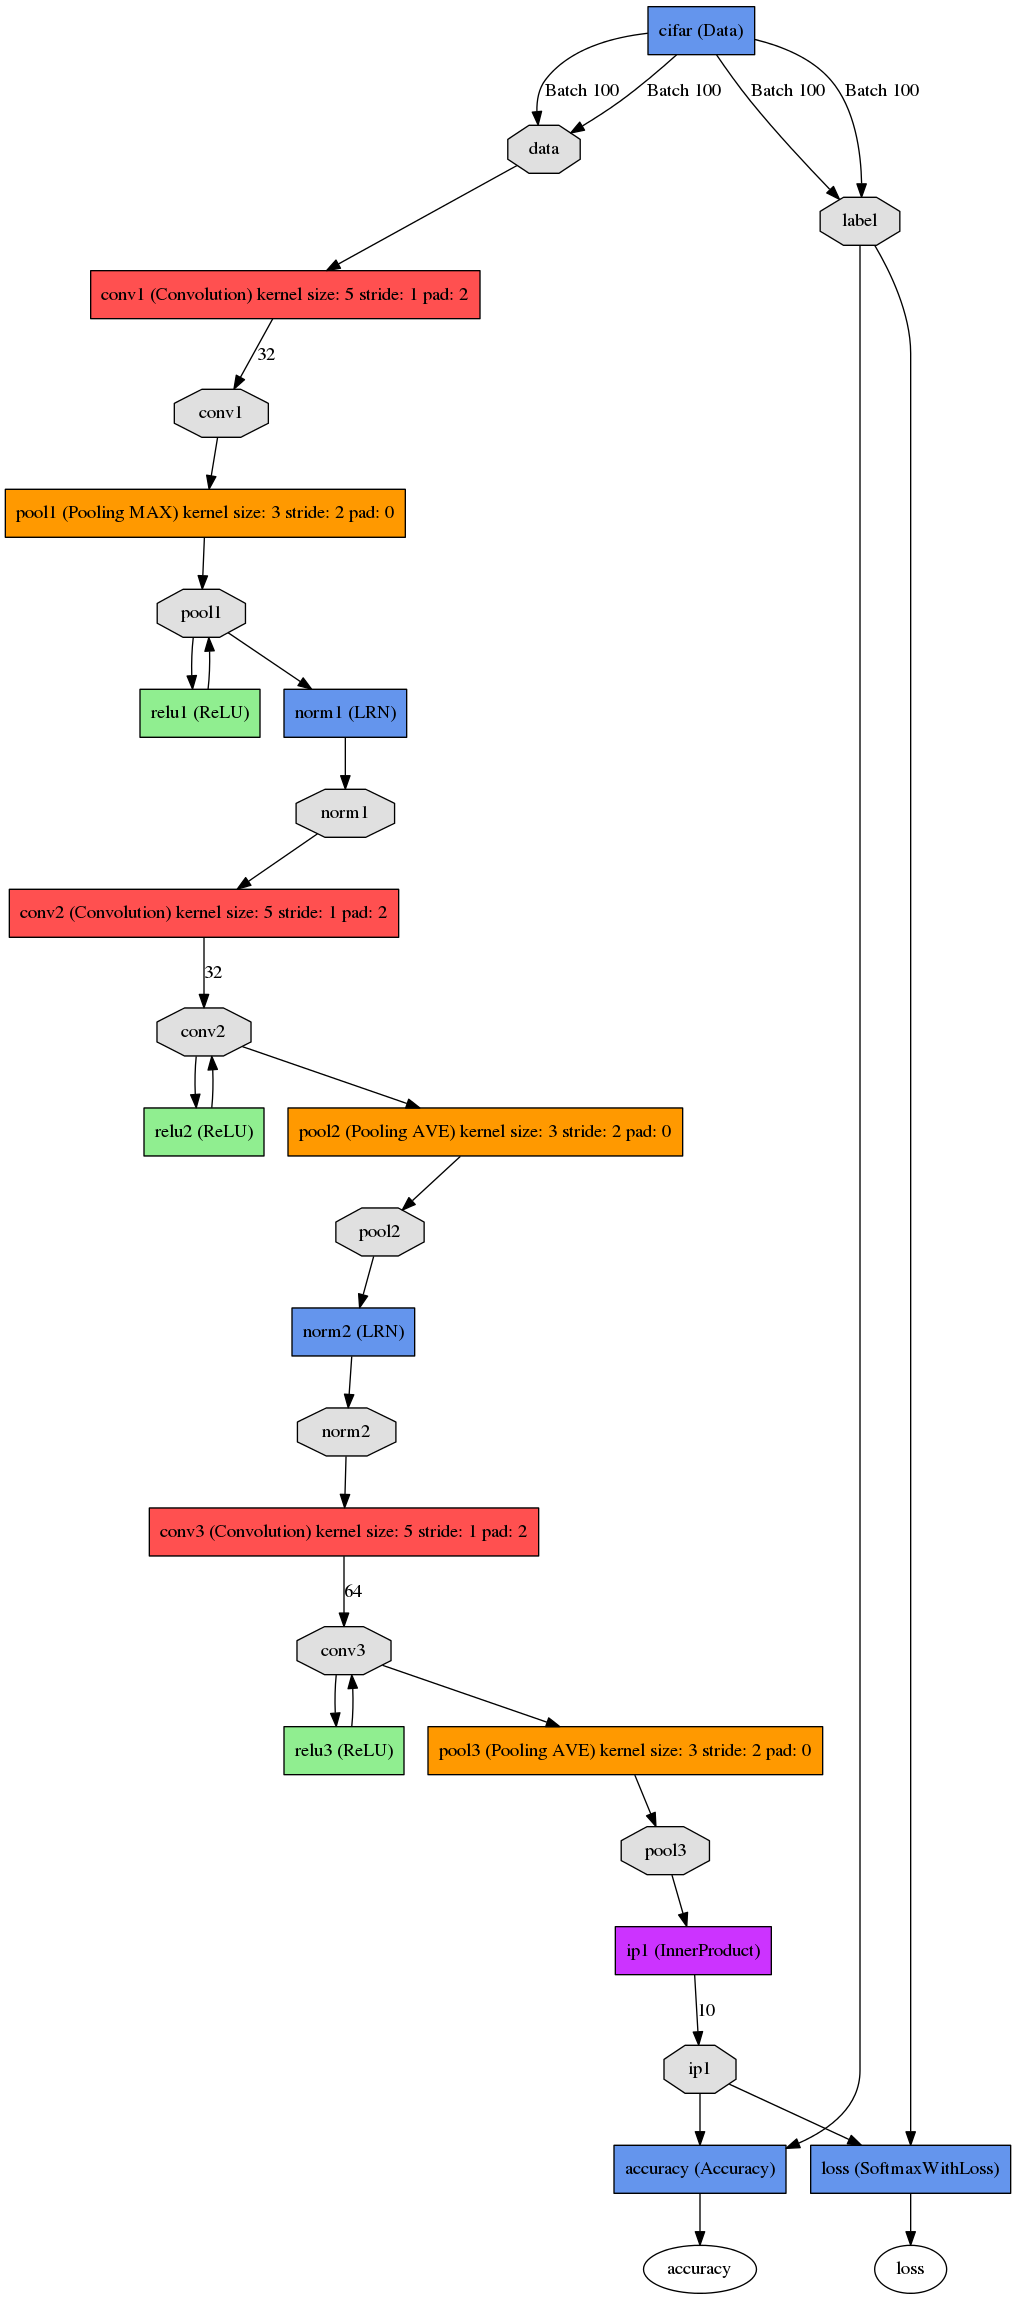 cifar (Data)
Batch 100
Batch 100
Batch 100
Batch 100
data
label
conv1 (Convolution) kernel size: 5 stride: 1 pad: 2
32
conv1
pool1 (Pooling MAX) kernel size: 3 stride: 2 pad: 0
pool1
relu1 (ReLU)
norm1 (LRN)
norm1
conv2 (Convolution) kernel size: 5 stride: 1 pad: 2
32
conv2
relu2 (ReLU)
pool2 (Pooling AVE) kernel size: 3 stride: 2 pad: 0
pool2
norm2 (LRN)
norm2
conv3 (Convolution) kernel size: 5 stride: 1 pad: 2
64
conv3
relu3 (ReLU)
pool3 (Pooling AVE) kernel size: 3 stride: 2 pad: 0
pool3
ip1 (InnerProduct)
10
ip1
accuracy (Accuracy)
loss (SoftmaxWithLoss)
accuracy
loss